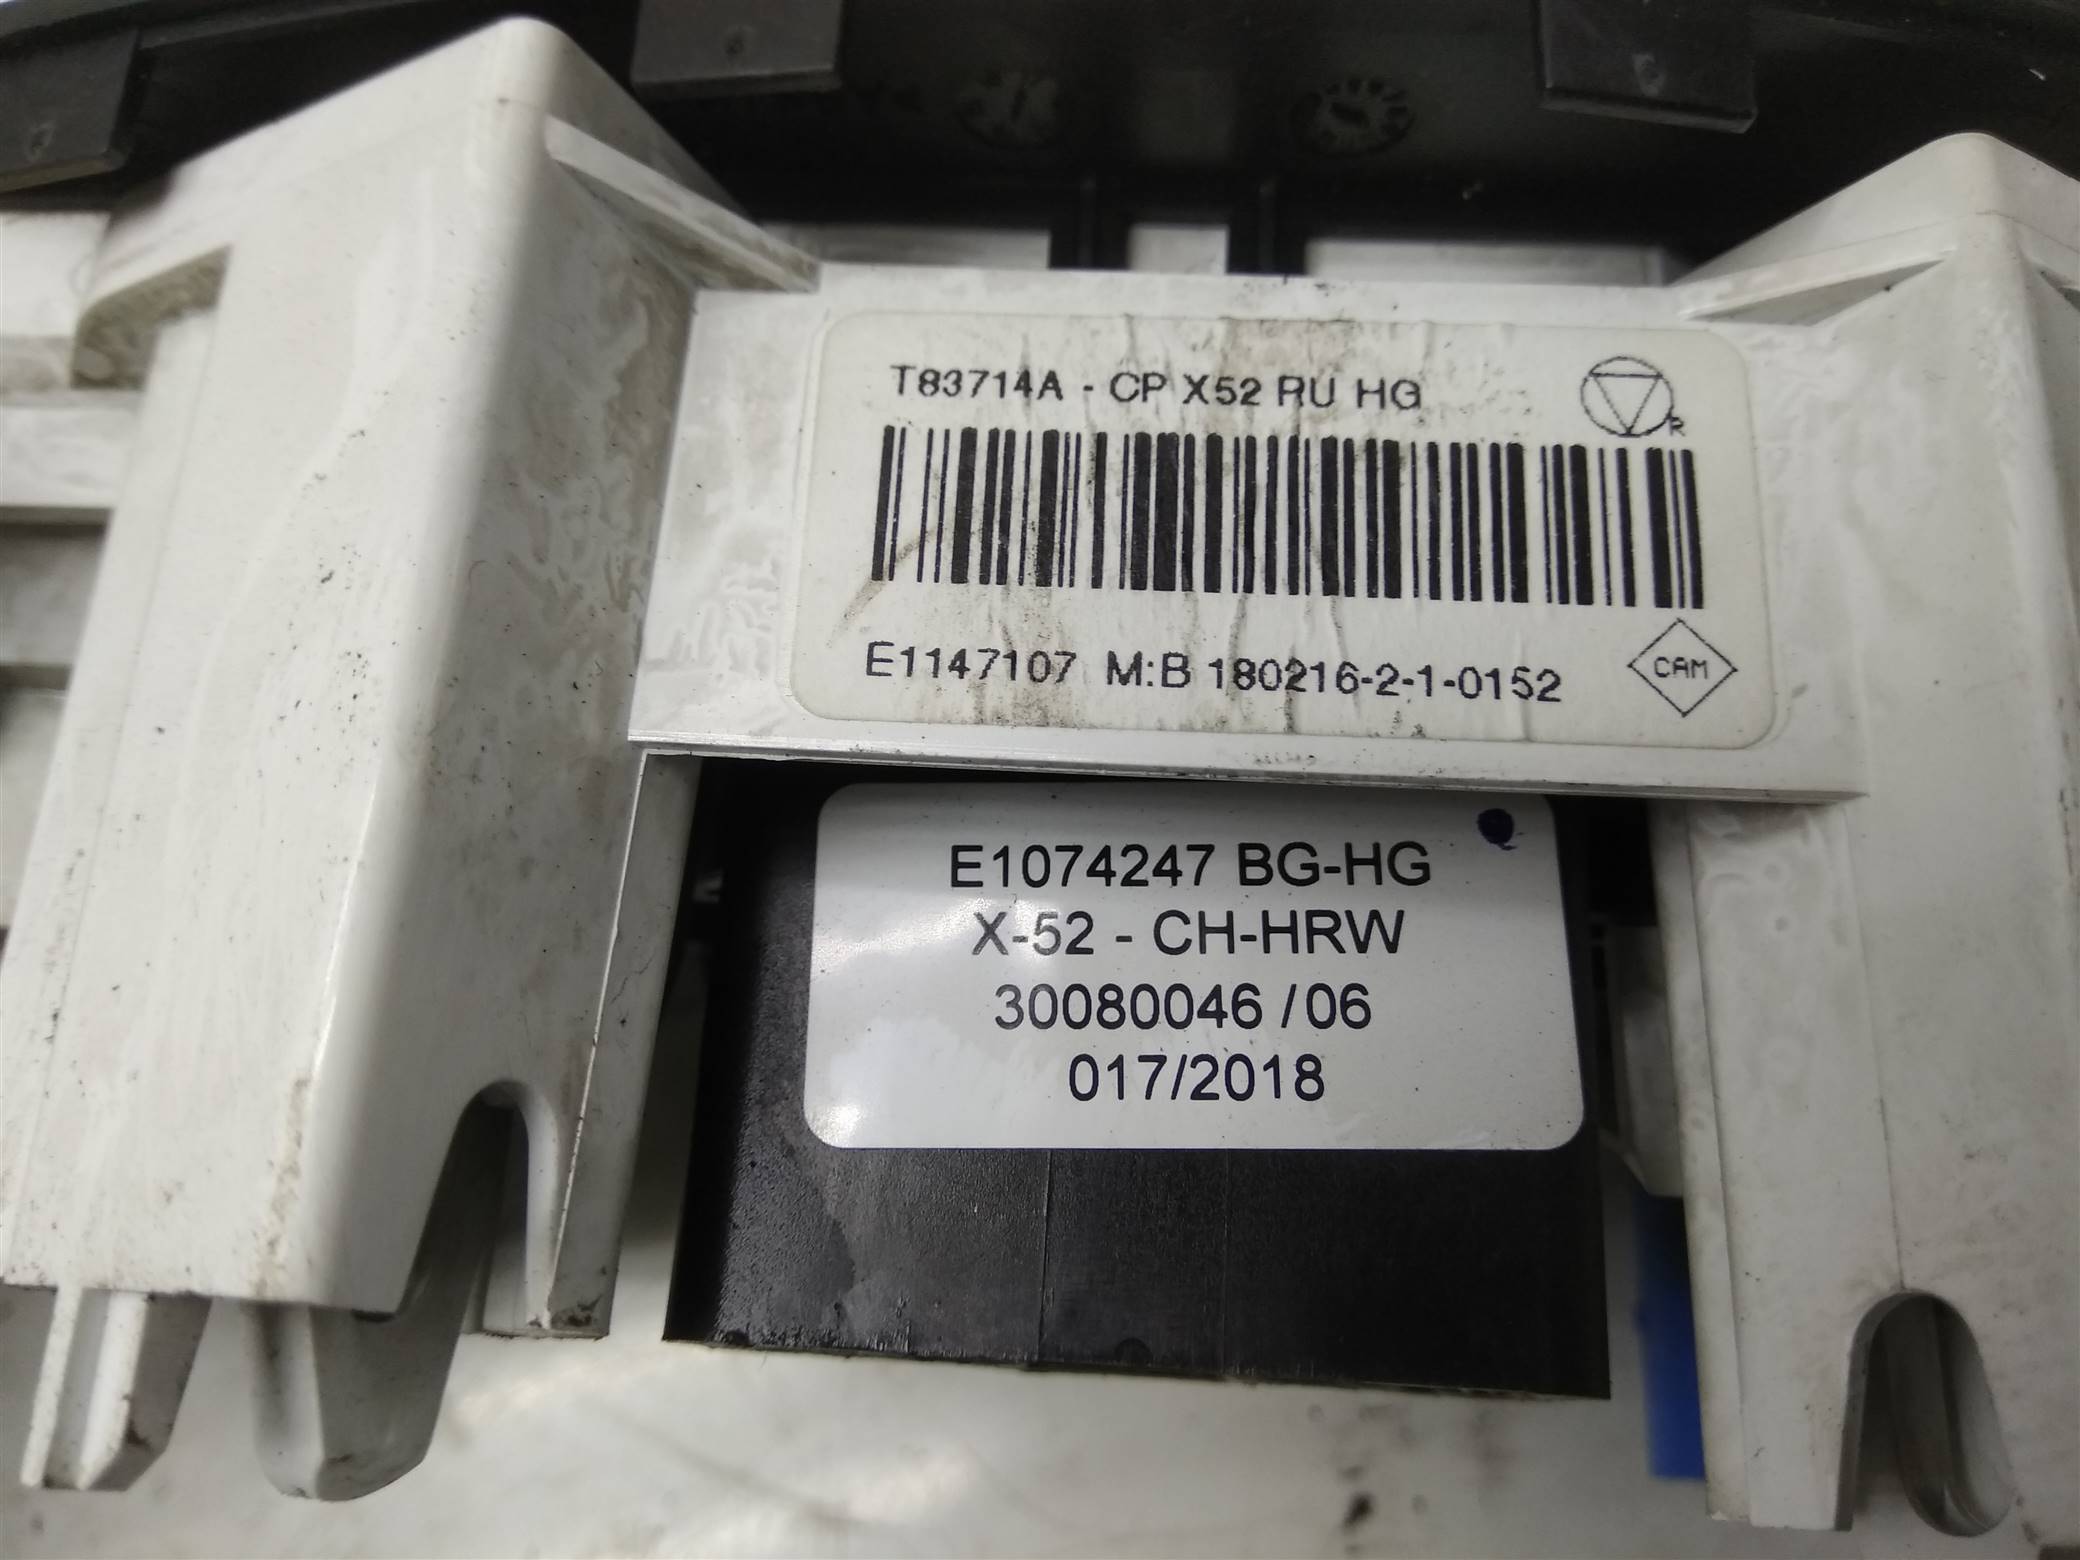 T83714A - CP X52 RU HG
R
E1147107 M:B 180216-2-1-0152
CAM
E1074247 BG-HG
X-52 - CH-HRW
30080046 / 06
017/2018